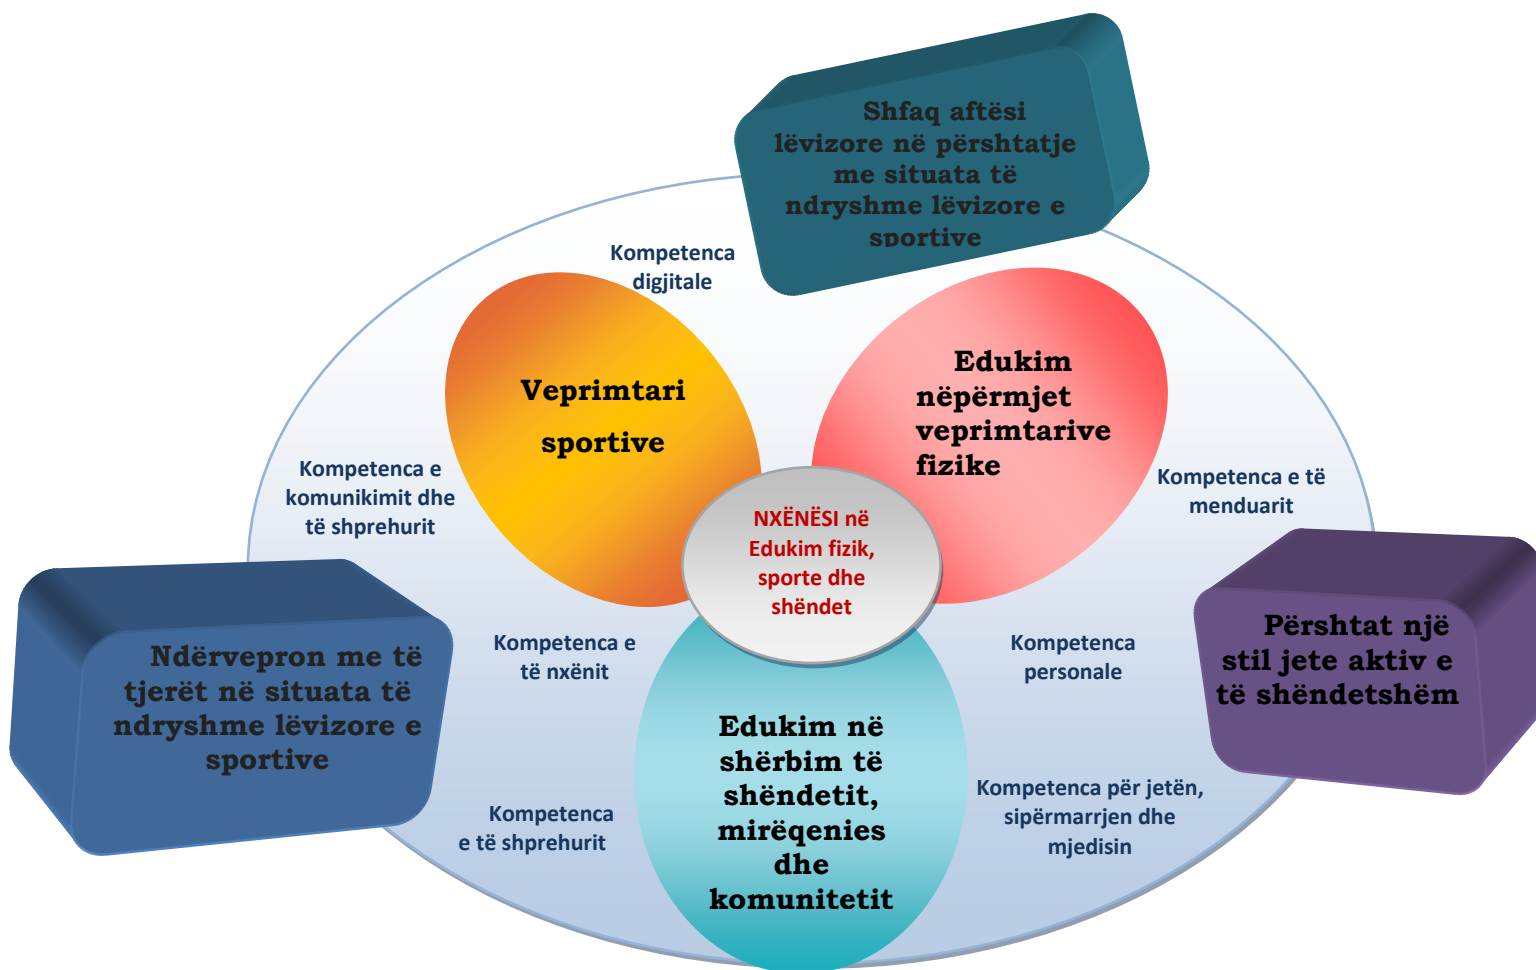 Shfaq aftësi
lëvizore në përshtatje
me situata të
ndryshme lëvizore e
sportive
Kompetenca
digjitale
Veprimtari
sportive
Edukim
nëpërmjet
veprimtarive
fizike
Kompetenca e
komunikimit dhe
të shprehurit
Kompetenca e të
menduarit
NXËNËSI në
Edukim fizik,
sporte dhe
shëndet
Ndërvepron me të
tjerët në situata të
ndryshme lëvizore e
sportive
Kompetenca e
të nxënit
Kompetenca
personale
Përshtat një
stil jete aktiv e
të shëndetshëm
Edukim në
shërbim të
shëndetit,
mirëqenies
dhe
komunitetit
Kompetenca
e të shprehurit
Kompetenca për jetën,
sipërmarrjen dhe
mjedisin